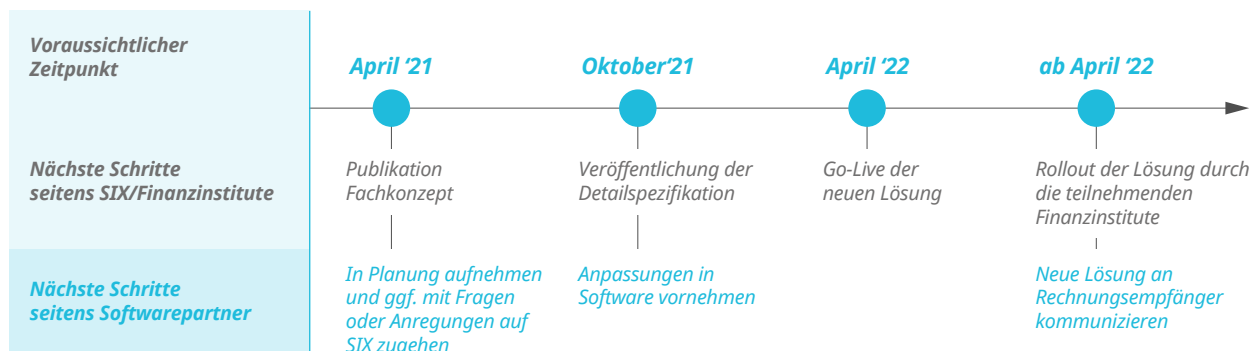 Voraussichtlicher
Zeitpunkt
April ‘21
Oktober‘21
April ‘22
ab April ‘22
Nächste Schritte
seitens SIX/Finanzinstitute
Publikation
Fachkonzept
Veröffentlichung der
Detailspezifikation
Go-Live der
neuen Lösung
Rollout der Lösung durch
die teilnehmenden
Finanzinstitute
Nächste Schritte
seitens Softwarepartner
In Planung aufnehmen
und ggf. mit Fragen
oder Anregungen auf
SIX zugehen
Anpassungen in
Software vornehmen
Neue Lösung an
Rechnungsempfänger
kommunizieren